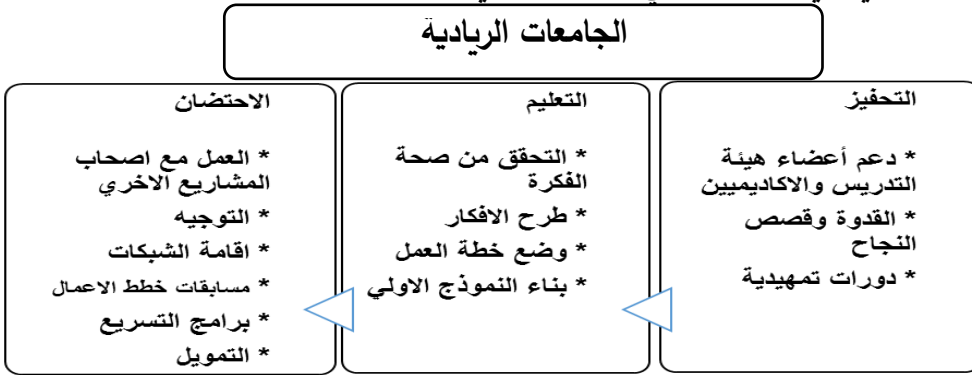 الجامعات الريادية
التحفيز
* دعم أعضاء هيئة
التدريس والاكاديميين
* القدوة وقصص
النجاح
* دورات تمهيدية
التعليم
* التحقق من صحة
الفكرة
* طرح الافكار
* وضع خطة العمل
* بناء النموذج الاولي
الاحتضان
* العمل مع اصحاب
المشاريع الاخري
* التوجيه
* اقامة الشبكات
* مسابقات خطط الاعمال
* برامج التسريع
* التمويل